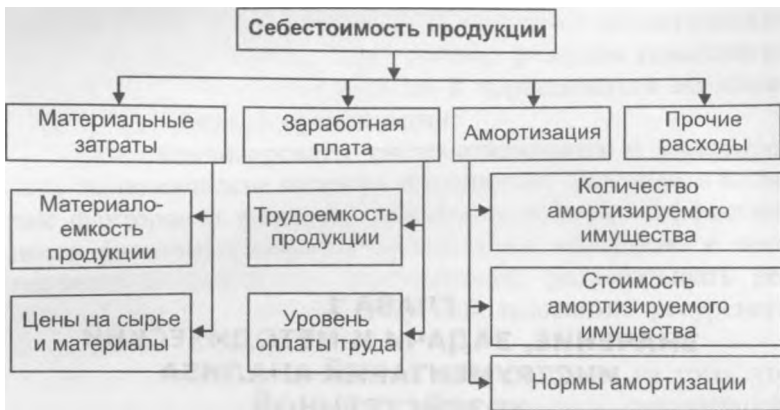 Себестоимость продукции
Материальные
затраты
Заработная
плата
Амортизация
Прочие
расходы
Материало-
емкость
продукции
Трудоемкость
продукции
Количество
амортизируемого
имущества
Цены на сырье
и материалы
Уровень
оплаты труда
Стоимость
амортизируемого
имущества
Нормы амортизации